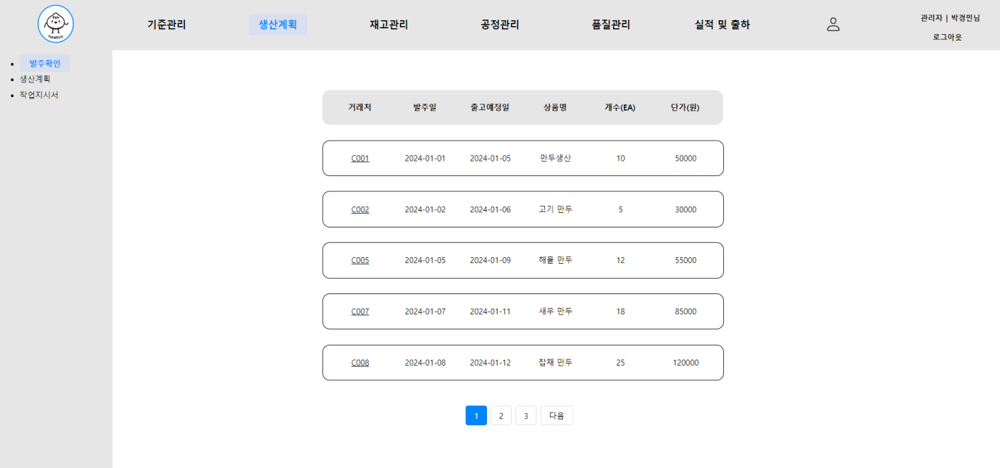 MANDOO
기준관리 생산계획 재고관리 공정관리 품질관리 실적 및 출하
관리자 | 박경민님
로그아웃
발주확인
생산계획
작업지시서
거래처 발주일 출고예정일 상품명 개수(EA) 단가(원)
C001 2024-01-01 2024-01-05 만두생산 10 50000
C002 2024-01-02 2024-01-06 고기 만두 5 30000
C005 2024-01-05 2024-01-09 해물 만두 12 55000
C007 2024-01-07 2024-01-11 새우 만두 18 85000
C008 2024-01-08 2024-01-12 잡채 만두 25 120000
1 2 3 다음